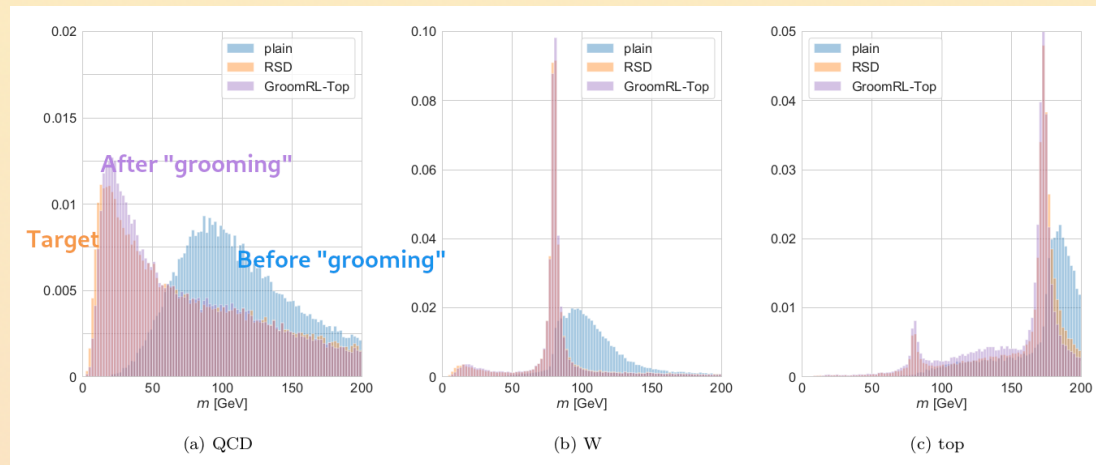 0.02
0.015
0.01
0.005
0
0
50
100
150
200
m [GeV]
plain
RSD
GroomRL-Top
After "grooming"
Target
Before "grooming"
(a) QCD
0.10
0.08
0.06
0.04
0.02
0
0
50
100
150
200
m [GeV]
plain
RSD
GroomRL-Top
(b) W
0.05
0.04
0.03
0.02
0.01
0
0
50
100
150
200
m [GeV]
plain
RSD
GroomRL-Top
(c) top